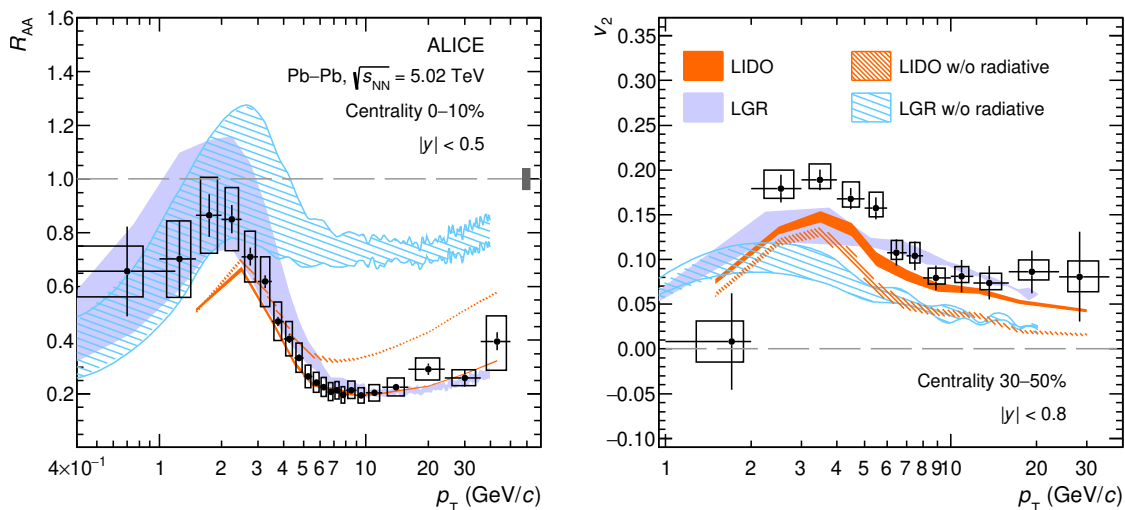 R_AA
1.6
1.4
1.2
1.0
0.8
0.6
0.4
0.2
ALICE
Pb–Pb, √s_NN = 5.02 TeV
Centrality 0–10%
|y| < 0.5
4×10⁻¹ 1 2 3 4 5 6 7 10 20 30
p_T (GeV/c)
v_2
0.35
0.30
0.25
0.20
0.15
0.10
0.05
0.00
−0.05
−0.10
LIDO
LIDO w/o radiative
LGR
LGR w/o radiative
Centrality 30–50%
|y| < 0.8
1 2 3 4 5 6 7 8 910 20 30
p_T (GeV/c)